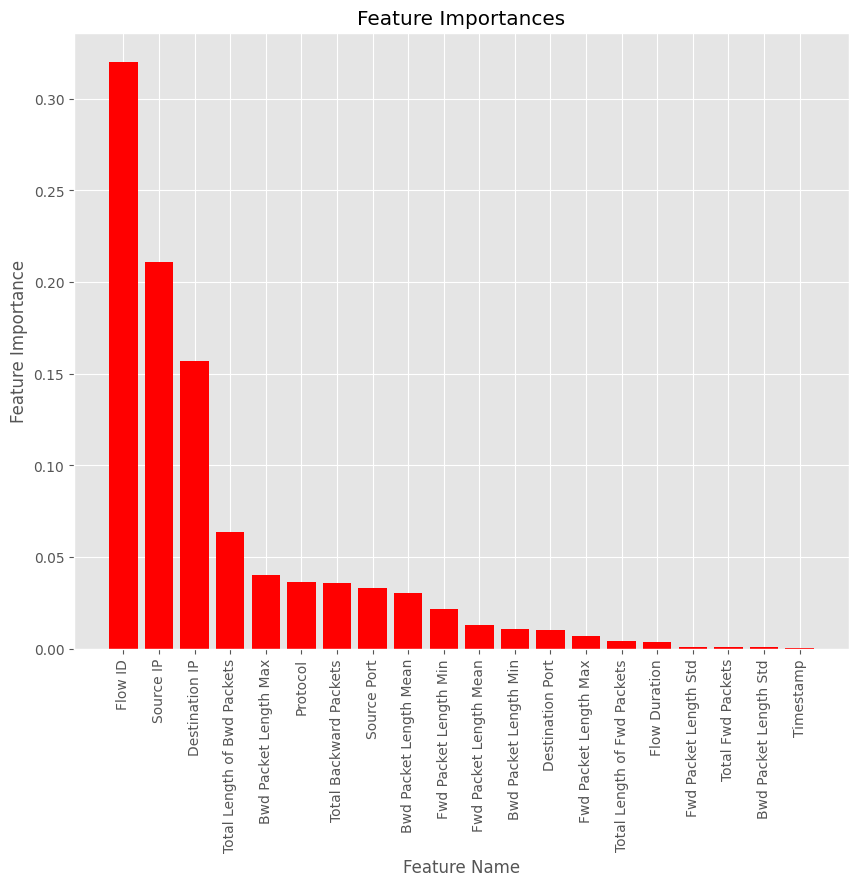 Feature Importances
Feature Importance
0.30
0.25
0.20
0.15
0.10
0.05
0.00
Flow ID
Source IP
Destination IP
Total Length of Bwd Packets
Bwd Packet Length Max
Protocol
Total Backward Packets
Source Port
Bwd Packet Length Mean
Fwd Packet Length Min
Fwd Packet Length Mean
Bwd Packet Length Min
Destination Port
Fwd Packet Length Max
Total Length of Fwd Packets
Flow Duration
Fwd Packet Length Std
Total Fwd Packets
Bwd Packet Length Std
Timestamp
Feature Name